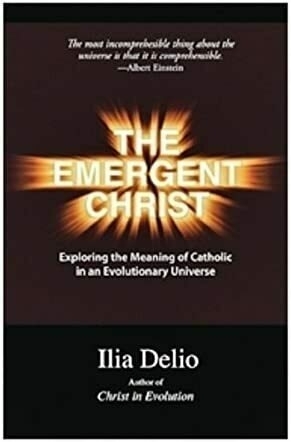 The most incomprehesible thing about the
universe is that it is comprehensible.
—Albert Einstein
THE
EMERGENT
CHRIST
Exploring the Meaning of Catholic
in an Evolutionary Universe
Ilia Delio
Author of
Christ in Evolution